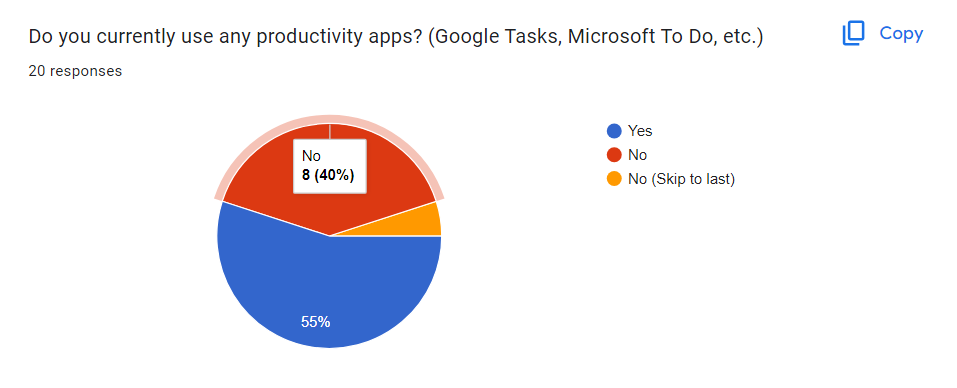 Do you currently use any productivity apps? (Google Tasks, Microsoft To Do, etc.)
Copy
20 responses
Yes
No
No (Skip to last)
No
8 (40%)
55%